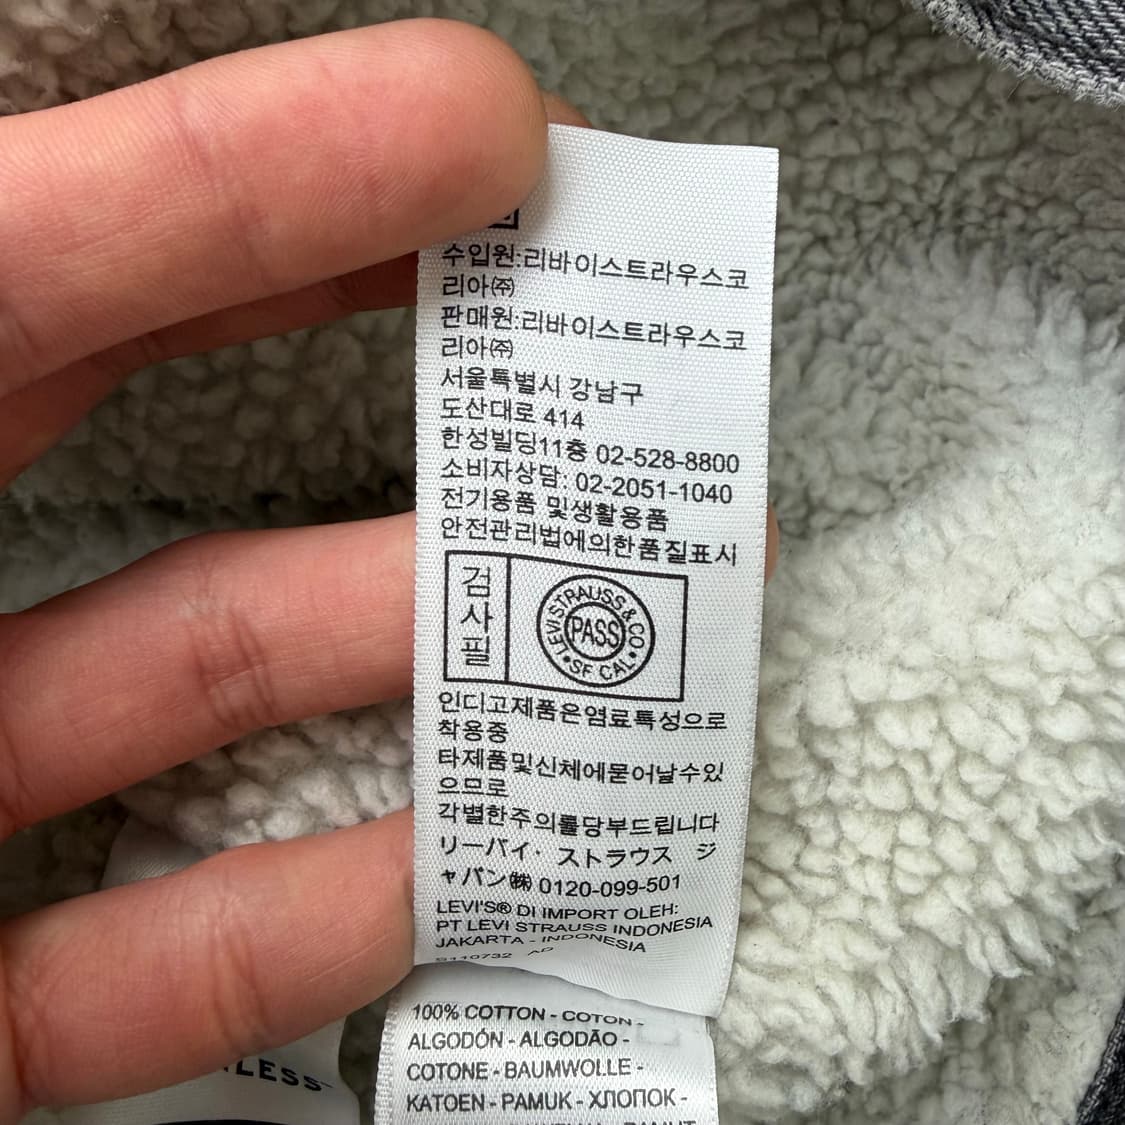 수입원:리바이스트라우스코
리아㈜
판매원:리바이스트라우스코
리아㈜
서울특별시 강남구
도산대로 414
한성빌딩11층 02-528-8800
소비자상담: 02-2051-1040
전기용품 및생활용품
안전관리법에의한품질표시
검사필
LEVI STRAUSS & CO
PASS
•SF CAL•
인디고제품은염료특성으로
착용중
타제품및신체에묻어날수있
으므로
각별한주의를당부드립니다
リーバイ・ストラウス ジ
ャパン㈱ 0120-099-501
LEVI'S® DI IMPORT OLEH:
PT LEVI STRAUSS INDONESIA
JAKARTA - INDONESIA
100% COTTON - COTON -
ALGODÓN - ALGODÃO -
COTONE - BAUMWOLLE -
KATOEN - PAMUK - ХЛОПОК -